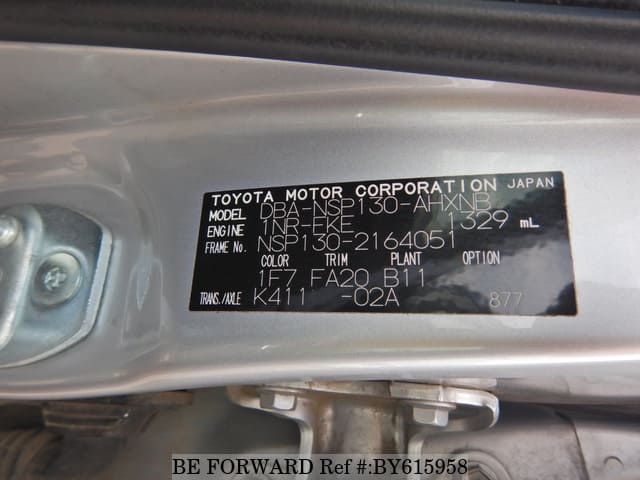 TOYOTA MOTOR CORPORATION JAPAN
MODEL DBA-NSP130-AHXNB
ENGINE 1NR-FKE 1329 mL
FRAME No. NSP130-2164051
COLOR TRIM PLANT OPTION
1F7 FA20 B11
TRANS./AXLE K411 -02A 877
BE FORWARD Ref #:BY615958